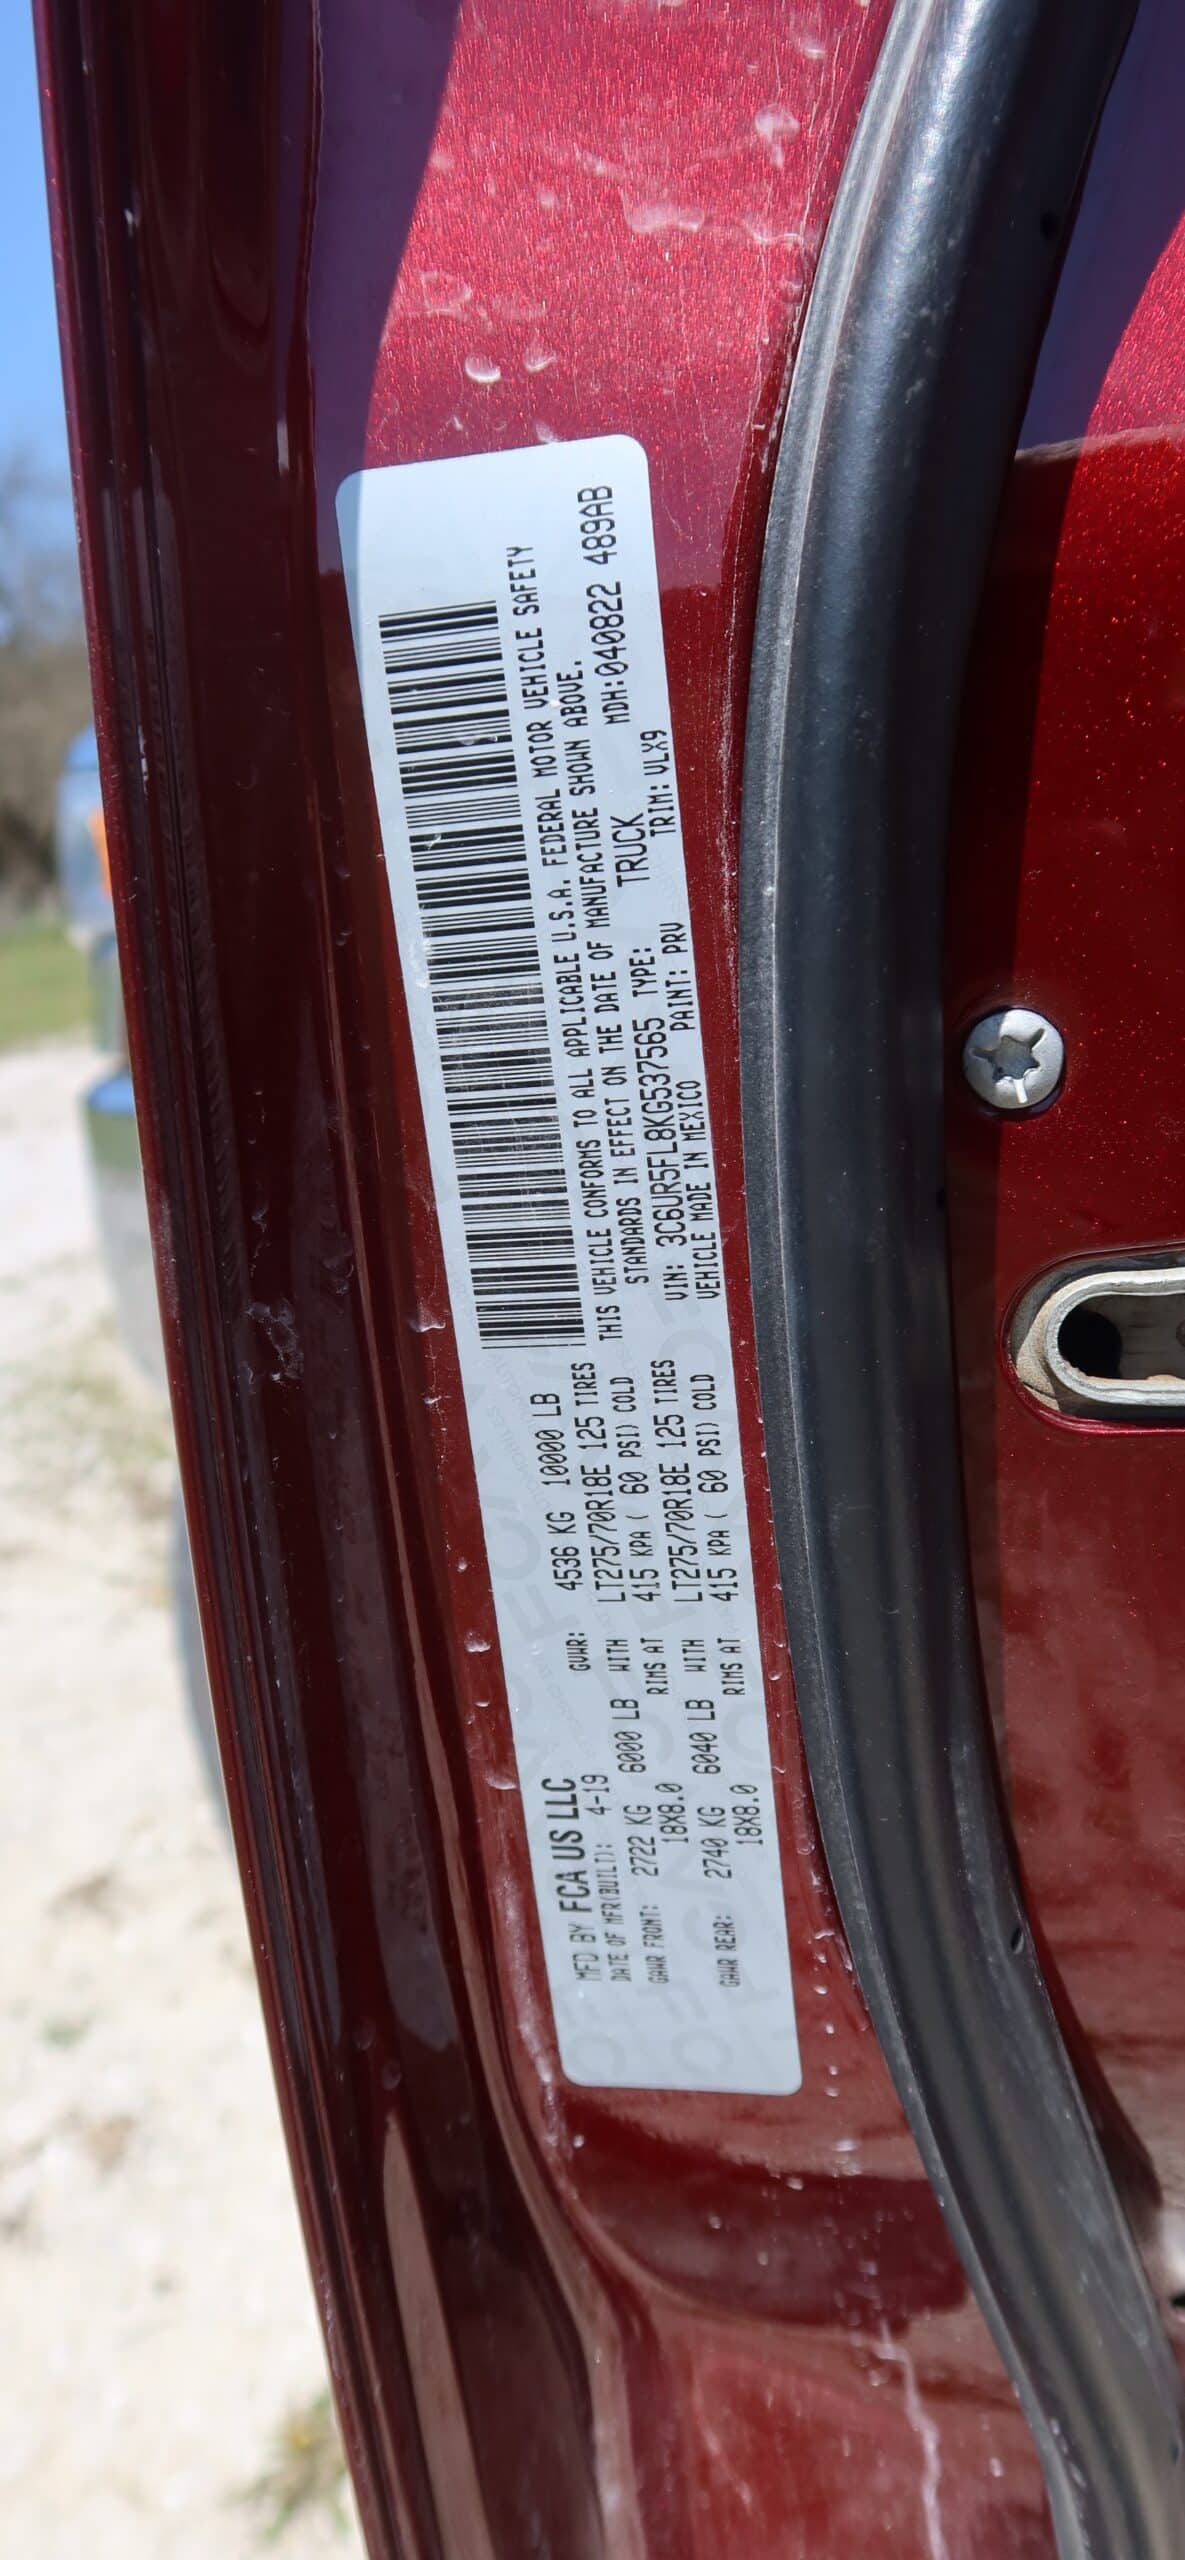 MFD BY FCA US LLC GVWR: 4536 KG 10000 LB
DATE OF MFR(BUILT): 4-19
GAWR FRONT: 2722 KG 6000 LB WITH LT275/70R18E 125 TIRES
18X8.0 RIMS AT 415 KPA ( 60 PSI) COLD
GAWR REAR: 2740 KG 6040 LB WITH LT275/70R18E 125 TIRES
18X8.0 RIMS AT 415 KPA ( 60 PSI) COLD
THIS VEHICLE CONFORMS TO ALL APPLICABLE U.S.A. FEDERAL MOTOR VEHICLE SAFETY
STANDARDS IN EFFECT ON THE DATE OF MANUFACTURE SHOWN ABOVE.
VIN: 3C6UR5FL8KG537565 TYPE: TRUCK MDH:040822 489AB
VEHICLE MADE IN MEXICO PAINT: PRV TRIM: VLX9